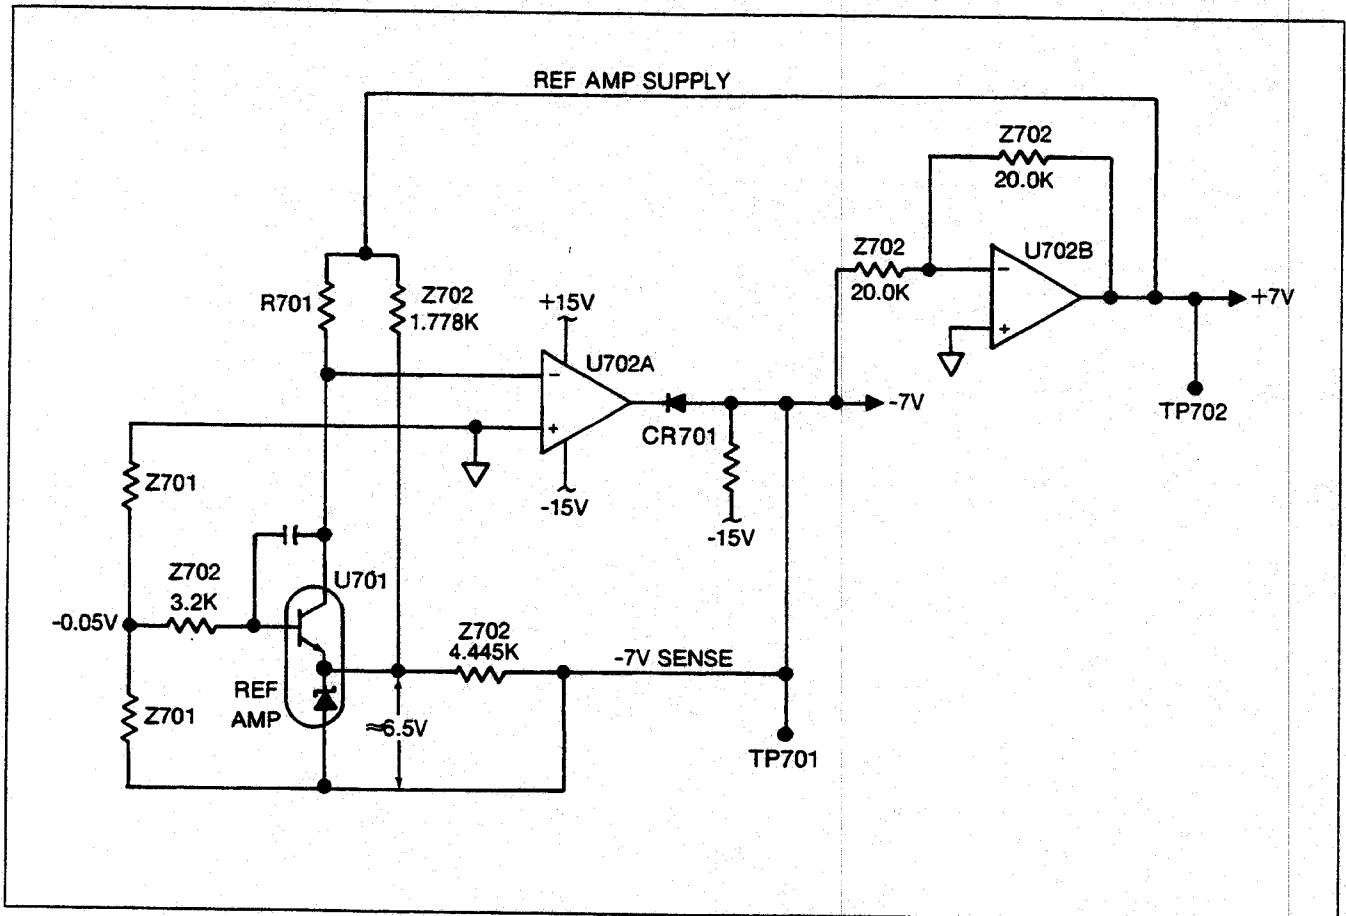 REF AMP SUPPLY
Z702
20.0K
Z702
20.0K
U702B
-
+
+7V
TP702
R701
Z702
1.778K
+15V
U702A
-
+
-15V
CR701
-7V
-15V
Z701
Z702
3.2K
-0.05V
U701
Z702
4.445K
-7V SENSE
REF
AMP
Z701
≈6.5V
TP701